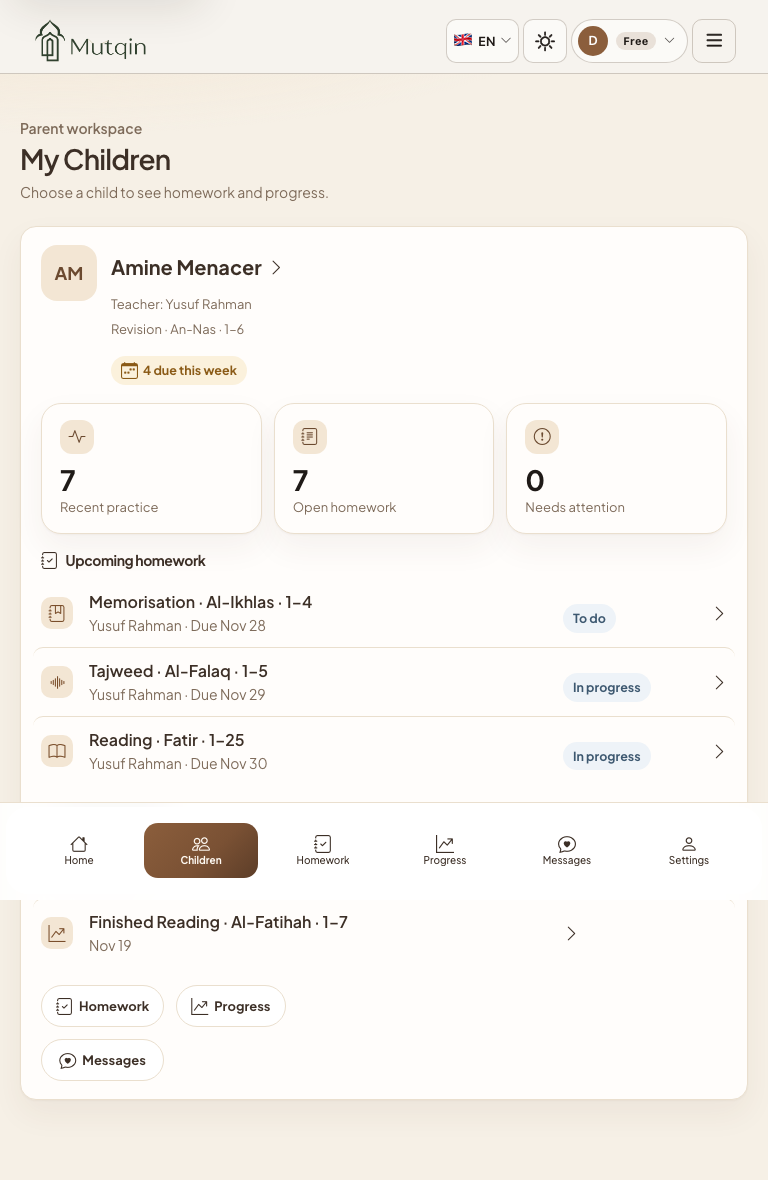 Mutqin
EN
D
Free
Parent workspace
My Children
Choose a child to see homework and progress.
AM
Amine Menacer
Teacher: Yusuf Rahman
Revision · An-Nas · 1–6
4 due this week
7
Recent practice
7
Open homework
0
Needs attention
Upcoming homework
Memorisation · Al-Ikhlas · 1–4
Yusuf Rahman · Due Nov 28
To do
Tajweed · Al-Falaq · 1–5
Yusuf Rahman · Due Nov 29
In progress
Reading · Fatir · 1–25
Yusuf Rahman · Due Nov 30
In progress
Home
Children
Homework
Progress
Messages
Settings
Finished Reading · Al-Fatihah · 1–7
Nov 19
Homework
Progress
Messages